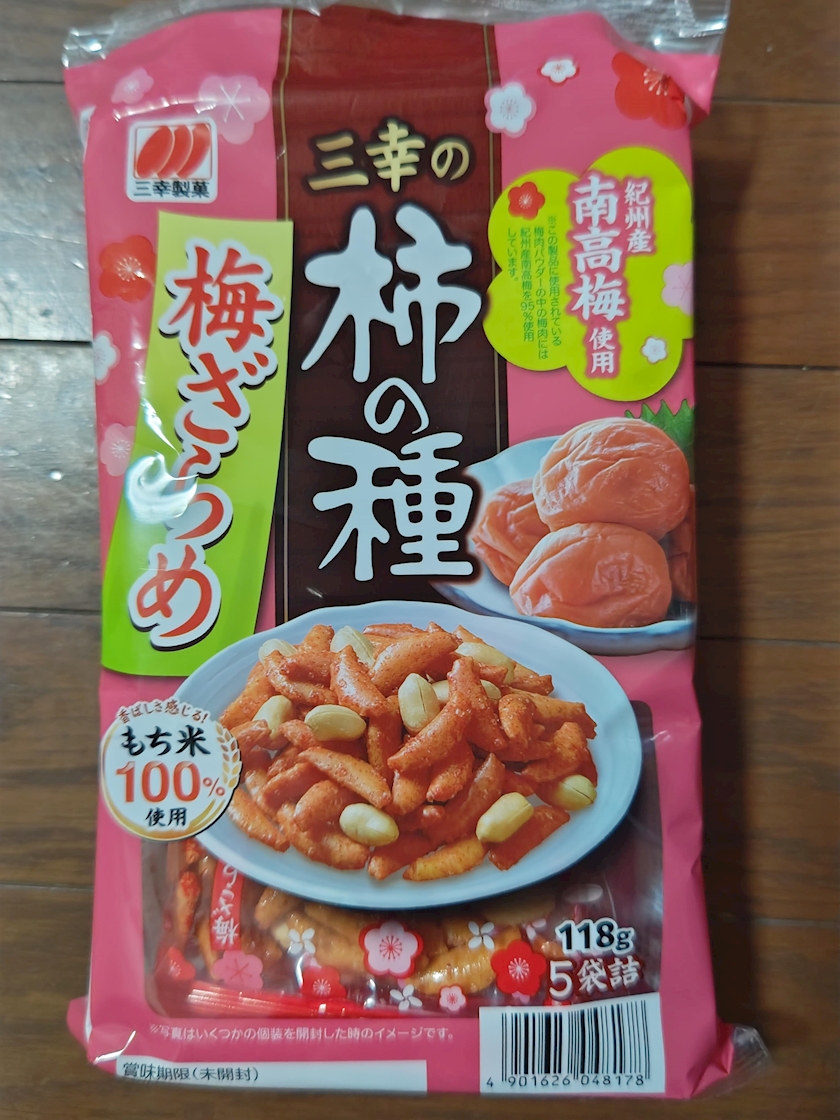 三幸製菓
三幸の
柿の種
梅ざらめ
紀州産
南高梅
使用
※この製品に使用されている
梅肉パウダーの中の梅肉には
紀州産南高梅を95%使用
しています。
香ばしさ感じる!
もち米
100%
使用
梅ざ
118g
5袋詰
※写真はいくつかの個装を開封した時のイメージです。
賞味期限(未開封)
4 901626 048178